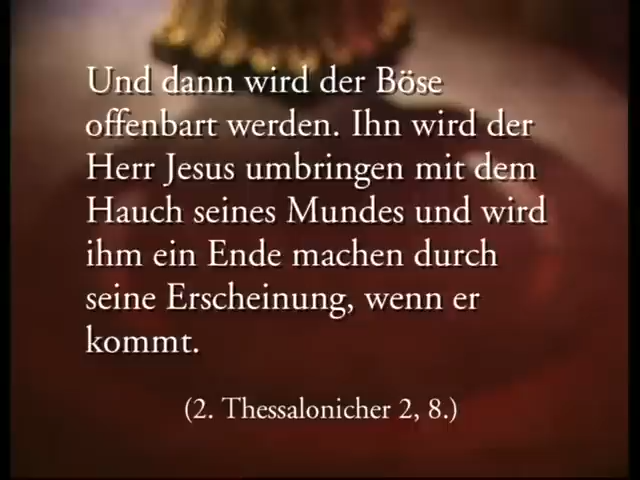 Und dann wird der Böse
offenbart werden. Ihn wird der
Herr Jesus umbringen mit dem
Hauch seines Mundes und wird
ihm ein Ende machen durch
seine Erscheinung, wenn er
kommt.
(2. Thessalonicher 2, 8.)